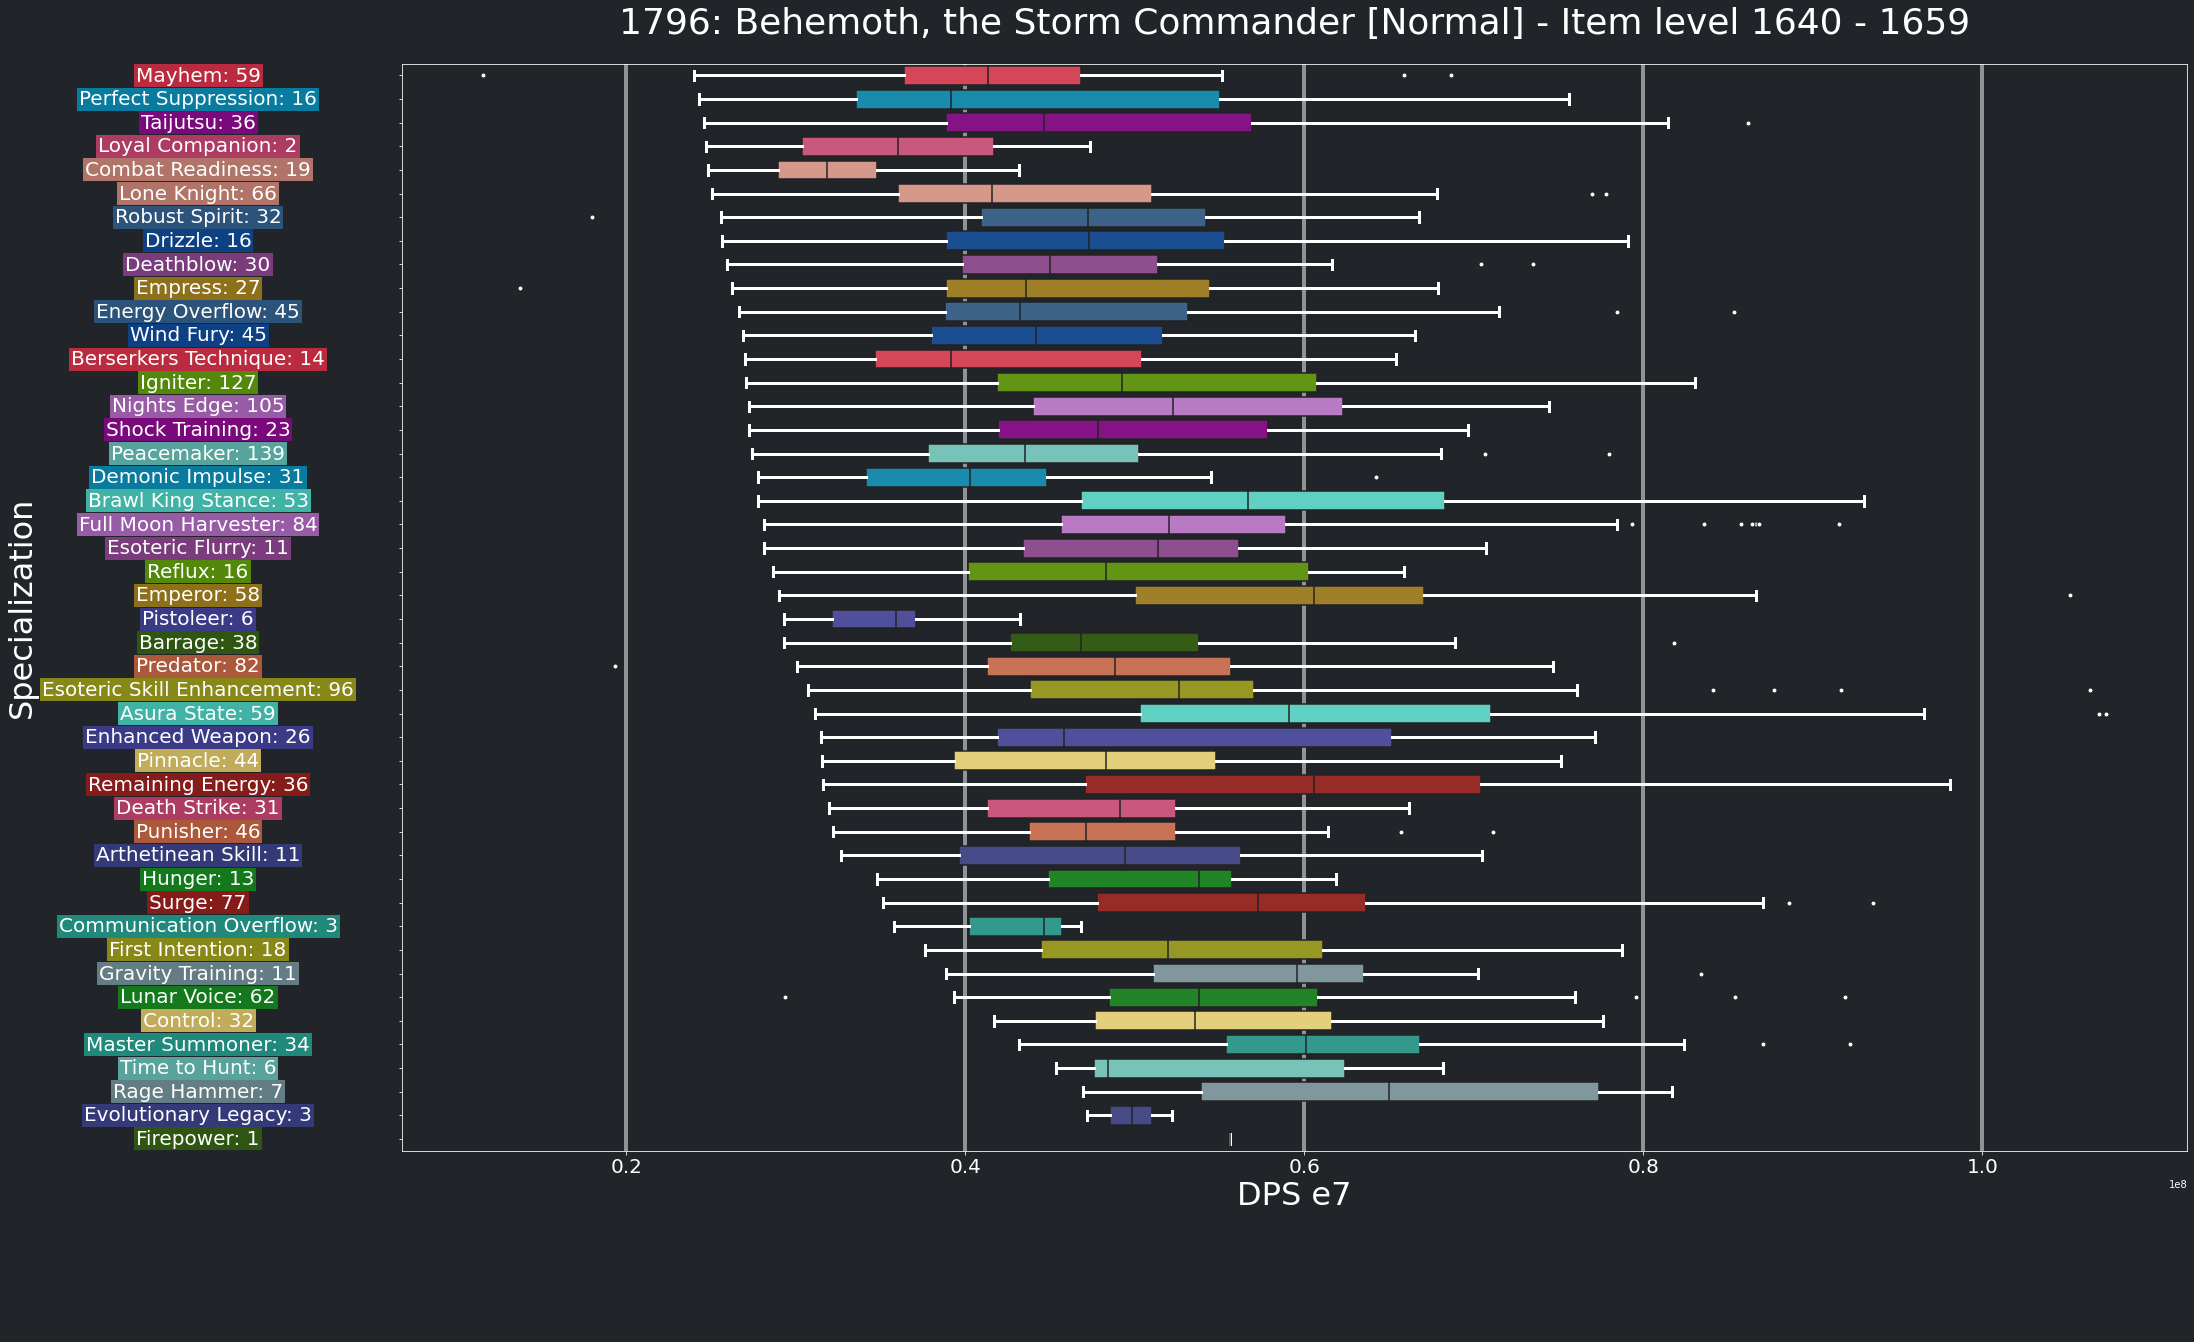 1796: Behemoth, the Storm Commander [Normal] - Item level 1640 - 1659
Specialization
Mayhem: 59
Perfect Suppression: 16
Taijutsu: 36
Loyal Companion: 2
Combat Readiness: 19
Lone Knight: 66
Robust Spirit: 32
Drizzle: 16
Deathblow: 30
Empress: 27
Energy Overflow: 45
Wind Fury: 45
Berserkers Technique: 14
Igniter: 127
Nights Edge: 105
Shock Training: 23
Peacemaker: 139
Demonic Impulse: 31
Brawl King Stance: 53
Full Moon Harvester: 84
Esoteric Flurry: 11
Reflux: 16
Emperor: 58
Pistoleer: 6
Barrage: 38
Predator: 82
Esoteric Skill Enhancement: 96
Asura State: 59
Enhanced Weapon: 26
Pinnacle: 44
Remaining Energy: 36
Death Strike: 31
Punisher: 46
Arthetinean Skill: 11
Hunger: 13
Surge: 77
Communication Overflow: 3
First Intention: 18
Gravity Training: 11
Lunar Voice: 62
Control: 32
Master Summoner: 34
Time to Hunt: 6
Rage Hammer: 7
Evolutionary Legacy: 3
Firepower: 1
0.2 0.4 0.6 0.8 1.0
DPS e7
1e8